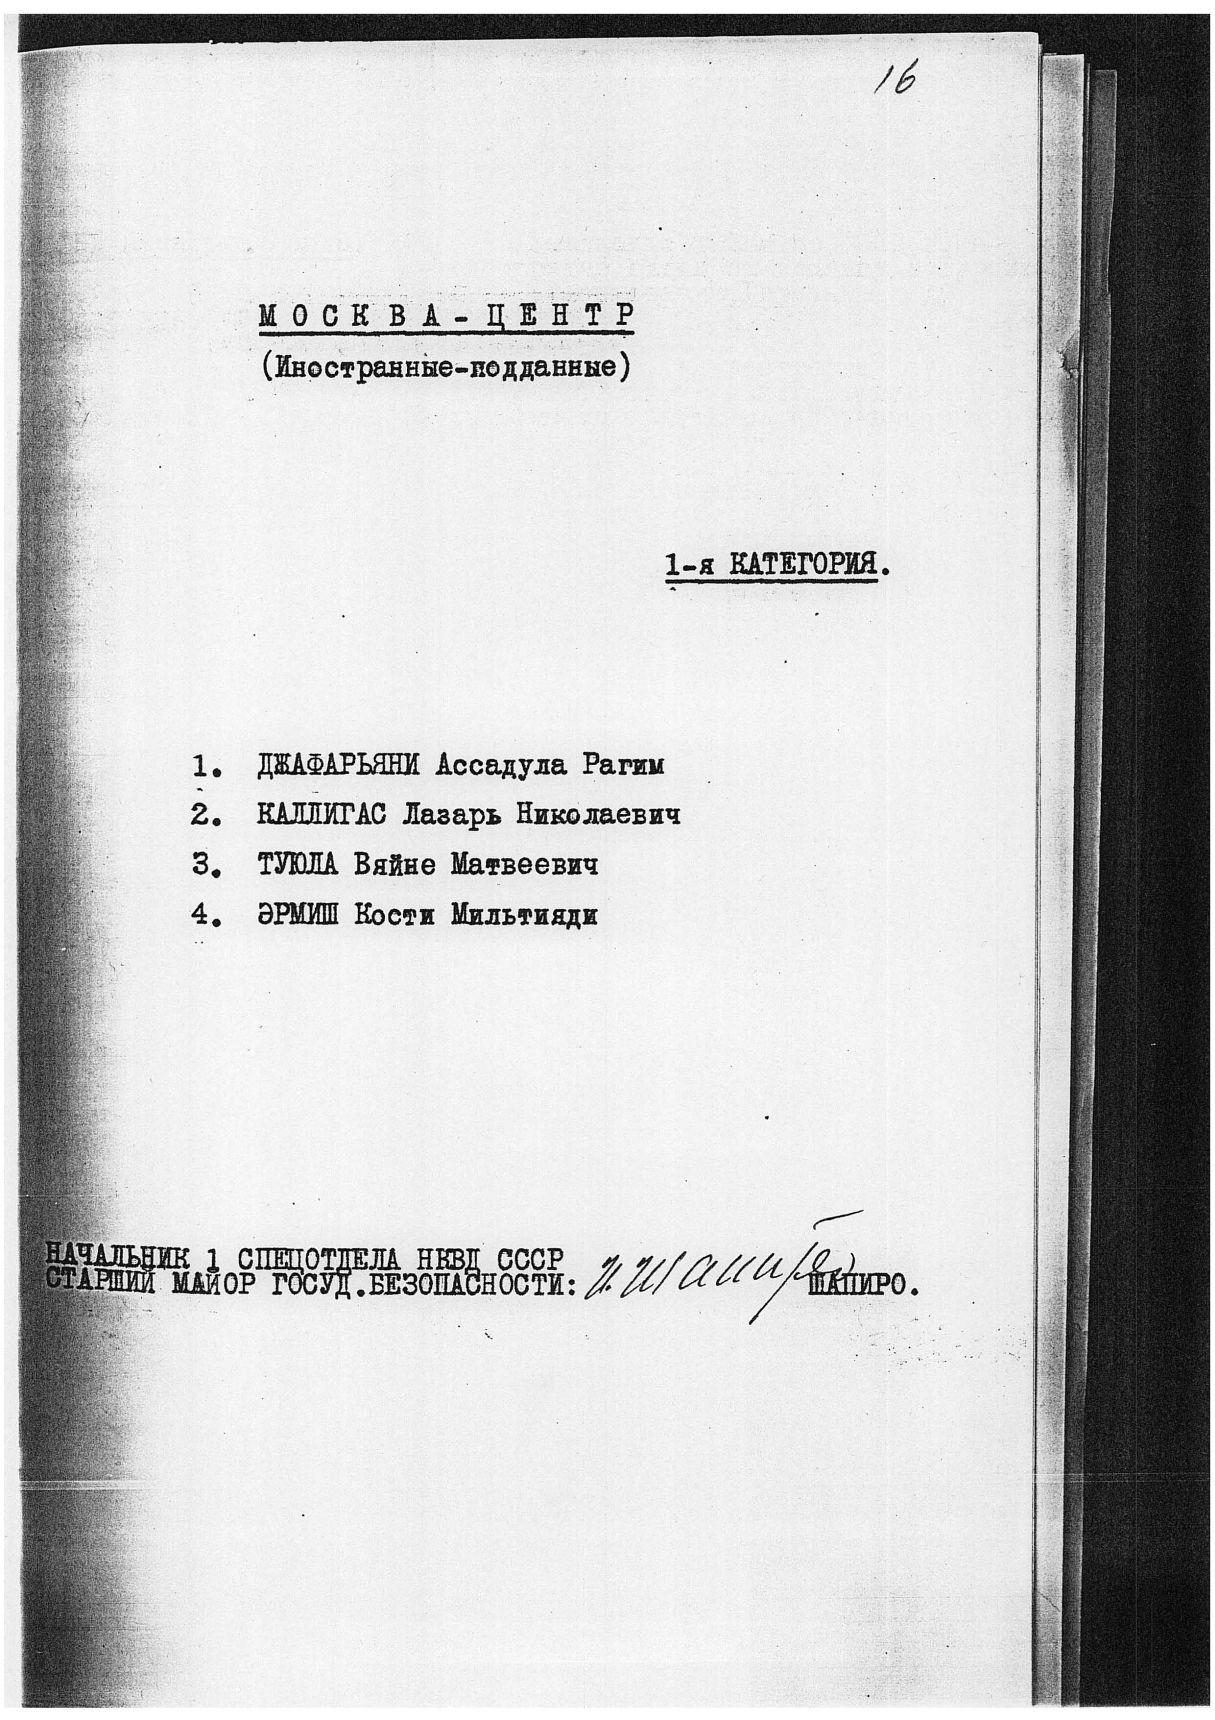 16
МОСКВА-ЦЕНТР
(Иностранные-подданные)
1-я КАТЕГОРИЯ.
1. ДЖАФАРЬЯНИ Ассадула Рагим
2. КАЛЛИГАС Лазарь Николаевич
3. ТУЮЛА Вяйне Матвеевич
4. ЭРМИШ Кости Мильтияди
НАЧАЛЬНИК 1 СПЕЦОТДЕЛА НКВД СССР
СТАРШИЙ МАЙОР ГОСУД.БЕЗОПАСНОСТИ: И. Шапиро ШАПИРО.